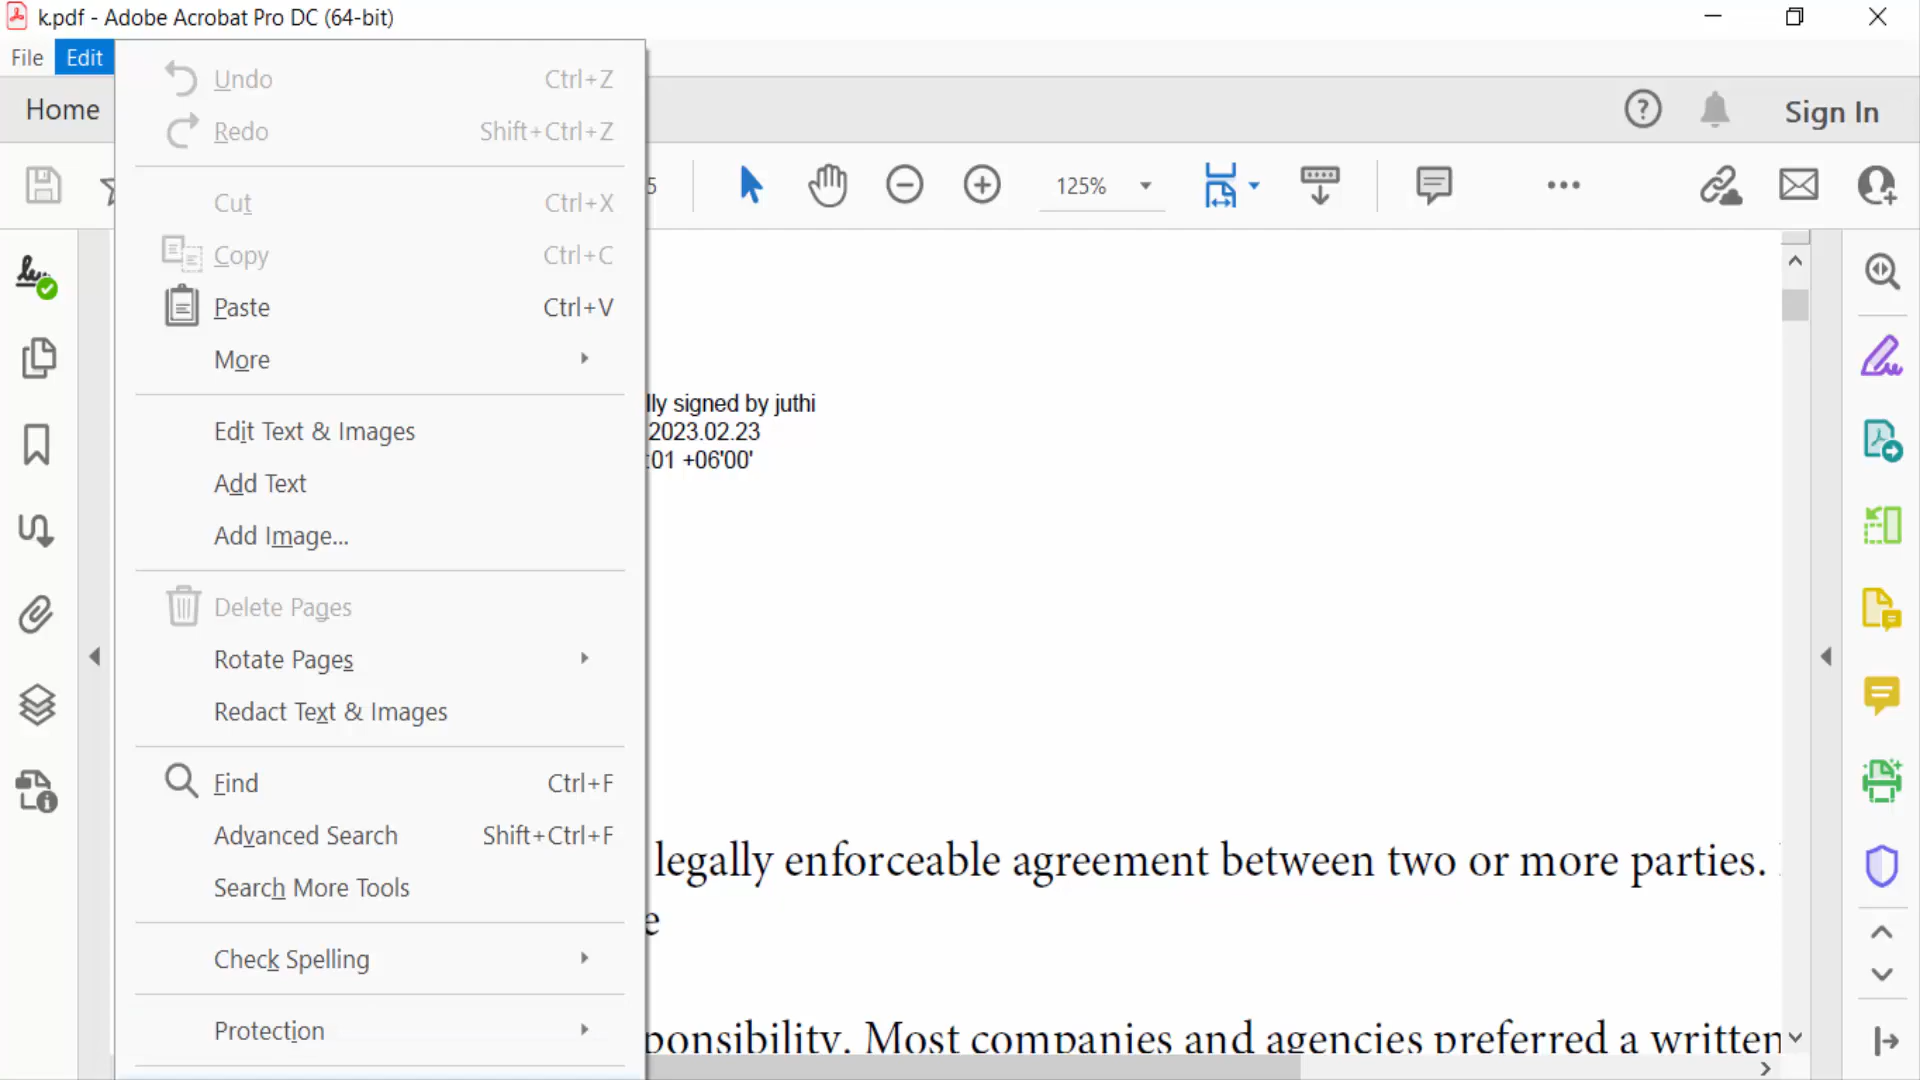 k.pdf - Adobe Acrobat Pro DC (64-bit)
File Edit
Home
Sign In
5
125%
Undo Ctrl+Z
Redo Shift+Ctrl+Z
Cut Ctrl+X
Copy Ctrl+C
Paste Ctrl+V
More
Edit Text & Images
Add Text
Add Image...
Delete Pages
Rotate Pages
Redact Text & Images
Find Ctrl+F
Advanced Search Shift+Ctrl+F
Search More Tools
Check Spelling
Protection
lly signed by juthi
2023.02.23
:01 +06'00'
legally enforceable agreement between two or more parties.
e
ponsibility. Most companies and agencies preferred a written